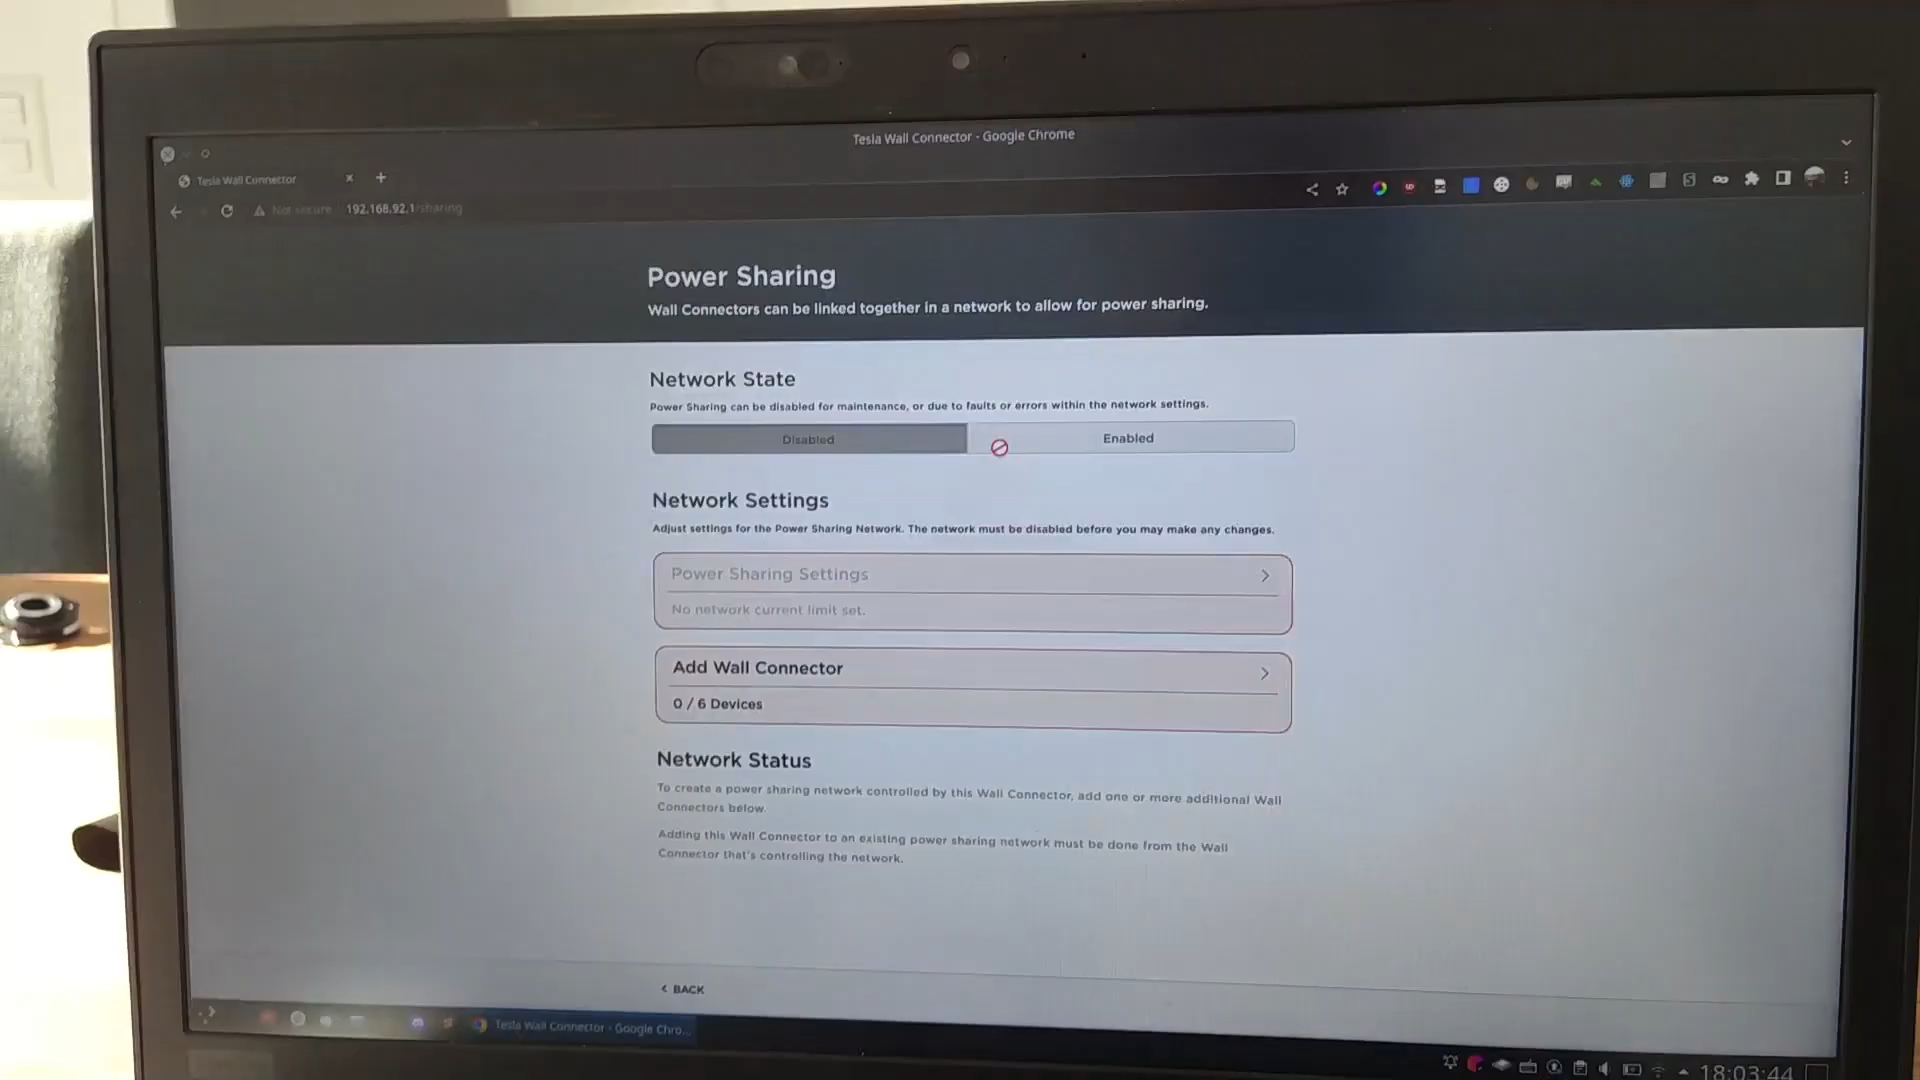 Tesla Wall Connector - Google Chrome
Tesla Wall Connector
Not secure 192.168.92.1/sharing
Power Sharing
Wall Connectors can be linked together in a network to allow for power sharing.
Network State
Power Sharing can be disabled for maintenance, or due to faults or errors within the network settings.
Disabled Enabled
Network Settings
Adjust settings for the Power Sharing Network. The network must be disabled before you may make any changes.
Power Sharing Settings
No network current limit set.
Add Wall Connector
0 / 6 Devices
Network Status
To create a power sharing network controlled by this Wall Connector, add one or more additional Wall
Connectors below.
Adding this Wall Connector to an existing power sharing network must be done from the Wall
Connector that's controlling the network.
< BACK
Tesla Wall Connector - Google Chro...
18:03:44